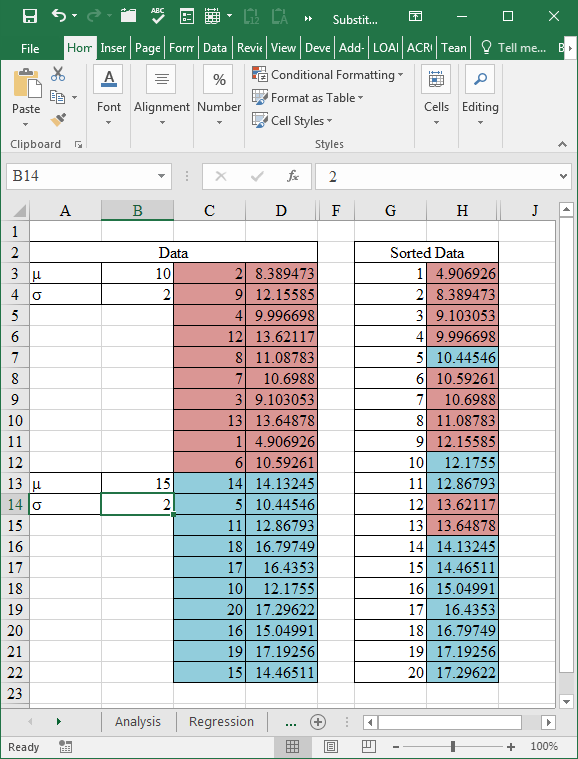 Substit...
File Hor Inser Page Form Data Revie View Deve Add- LOAI ACRO Team Tell me...
Paste
Clipboard
Font
Alignment
Number
Conditional Formatting
Format as Table
Cell Styles
Styles
Cells
Editing
B14 fx 2
A B C D F G H J
1
2 Data Sorted Data
3 μ 10 2 8.389473 1 4.906926
4 σ 2 9 12.15585 2 8.389473
5 4 9.996698 3 9.103053
6 12 13.62117 4 9.996698
7 8 11.08783 5 10.44546
8 7 10.6988 6 10.59261
9 3 9.103053 7 10.6988
10 13 13.64878 8 11.08783
11 1 4.906926 9 12.15585
12 6 10.59261 10 12.1755
13 μ 15 14 14.13245 11 12.86793
14 σ 2 5 10.44546 12 13.62117
15 11 12.86793 13 13.64878
16 18 16.79749 14 14.13245
17 17 16.4353 15 14.46511
18 10 12.1755 16 15.04991
19 20 17.29622 17 16.4353
20 16 15.04991 18 16.79749
21 19 17.19256 19 17.19256
22 15 14.46511 20 17.29622
23
Analysis Regression ...
Ready 100%